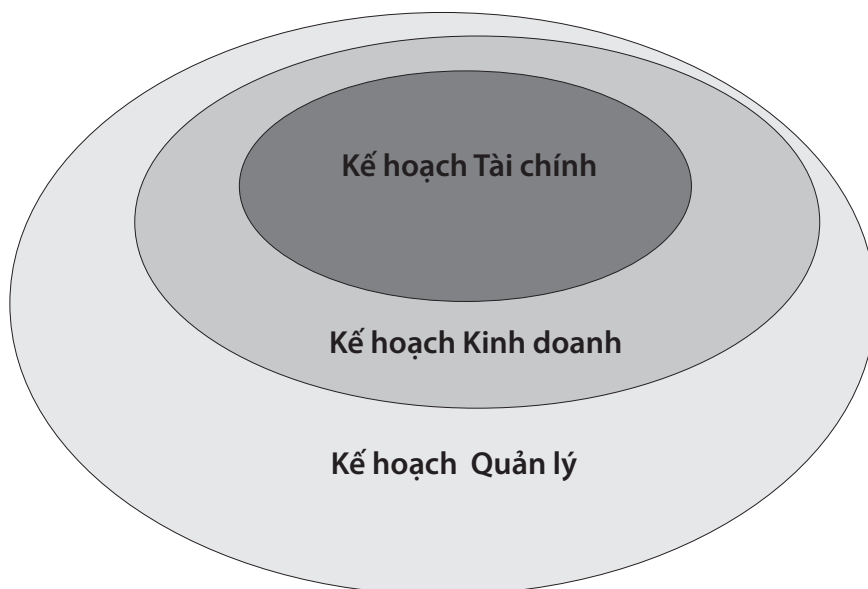 Kế hoạch Tài chính
Kế hoạch Kinh doanh
Kế hoạch Quản lý